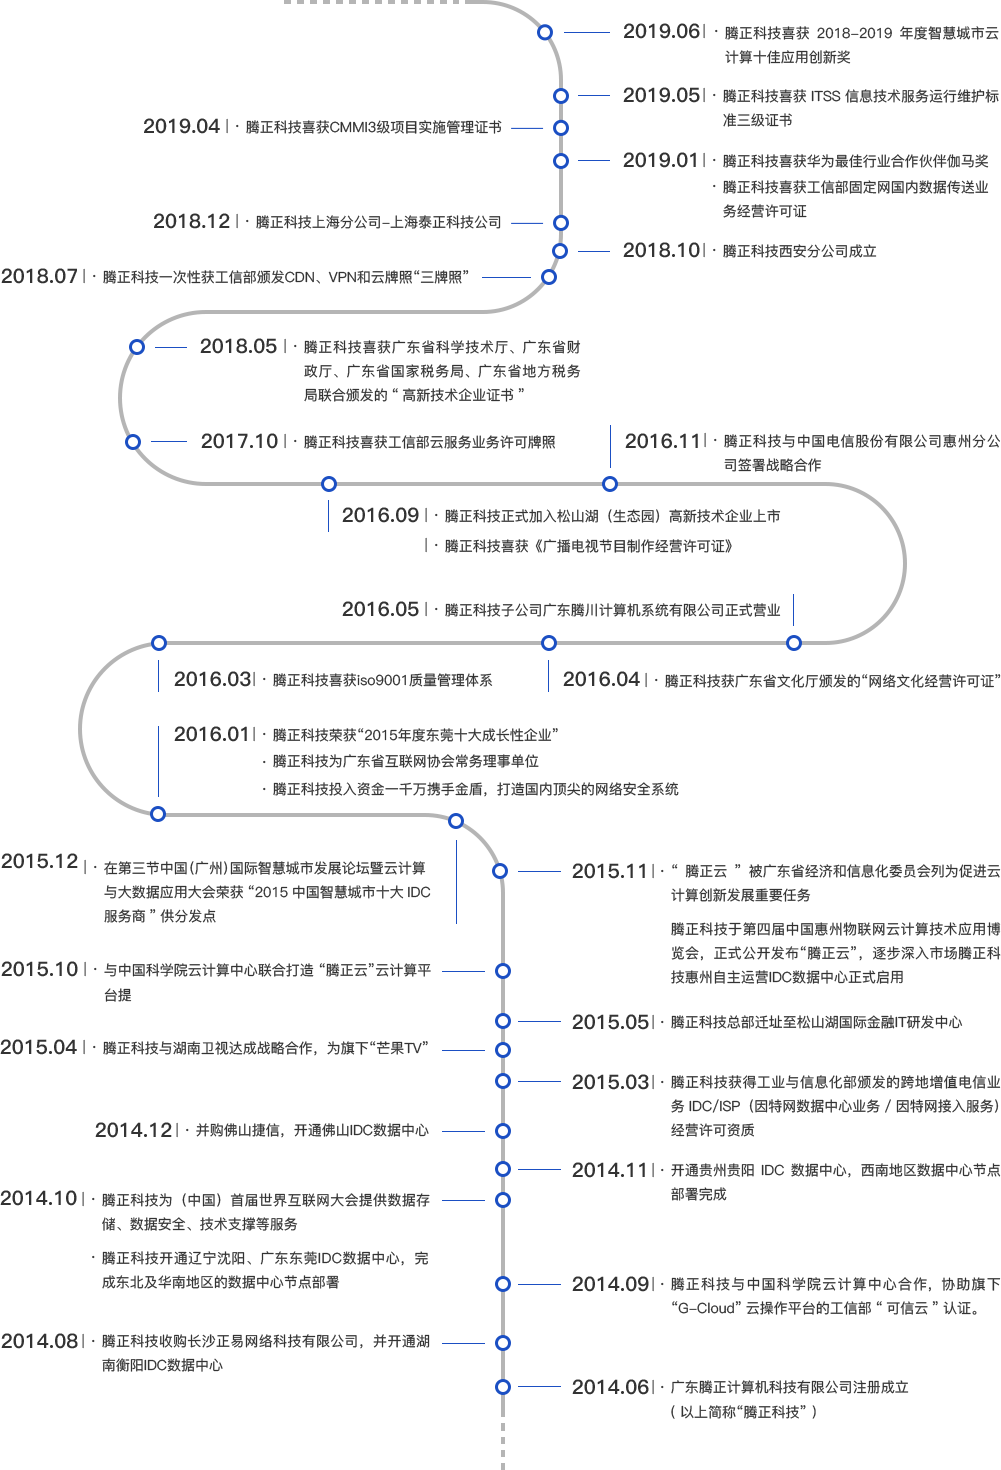 2019.06 | · 腾正科技喜获 2018-2019 年度智慧城市云
计算十佳应用创新奖
2019.05 | · 腾正科技喜获 ITSS 信息技术服务运行维护标
准三级证书
2019.04 | · 腾正科技喜获CMMI3级项目实施管理证书
2019.01 | · 腾正科技喜获华为最佳行业合作伙伴伽马奖
· 腾正科技喜获工信部固定网国内数据传送业
务经营许可证
2018.12 | · 腾正科技上海分公司-上海泰正科技公司
2018.10 | · 腾正科技西安分公司成立
2018.07 | · 腾正科技一次性获工信部颁发CDN、VPN和云牌照“三牌照”
2018.05 | · 腾正科技喜获广东省科学技术厅、广东省财
政厅、广东省国家税务局、广东省地方税务
局联合颁发的 “ 高新技术企业证书 ”
2017.10 | · 腾正科技喜获工信部云服务业务许可牌照
2016.11 | · 腾正科技与中国电信股份有限公司惠州分公
司签署战略合作
2016.09 | · 腾正科技正式加入松山湖（生态园）高新技术企业上市
| · 腾正科技喜获《广播电视节目制作经营许可证》
2016.05 | · 腾正科技子公司广东腾川计算机系统有限公司正式营业
2016.03 | · 腾正科技喜获iso9001质量管理体系
2016.04 | · 腾正科技获广东省文化厅颁发的“网络文化经营许可证”
2016.01 | · 腾正科技荣获“2015年度东莞十大成长性企业”
· 腾正科技为广东省互联网协会常务理事单位
· 腾正科技投入资金一千万携手金盾，打造国内顶尖的网络安全系统
2015.12 | · 在第三节中国(广州)国际智慧城市发展论坛暨云计算
与大数据应用大会荣获 “2015 中国智慧城市十大 IDC
服务商 ” 供分发点
2015.11 | · “ 腾正云 ” 被广东省经济和信息化委员会列为促进云
计算创新发展重要任务
腾正科技于第四届中国惠州物联网云计算技术应用博
览会，正式公开发布“腾正云”，逐步深入市场腾正科
技惠州自主运营IDC数据中心正式启用
2015.10 | · 与中国科学院云计算中心联合打造 “腾正云”云计算平
台提
2015.05 | · 腾正科技总部迁址至松山湖国际金融IT研发中心
2015.04 | · 腾正科技与湖南卫视达成战略合作，为旗下“芒果TV”
2015.03 | · 腾正科技获得工业与信息化部颁发的跨地增值电信业
务 IDC/ISP（因特网数据中心业务 / 因特网接入服务）
经营许可资质
2014.12 | · 并购佛山捷信，开通佛山IDC数据中心
2014.11 | · 开通贵州贵阳 IDC 数据中心，西南地区数据中心节点
部署完成
2014.10 | · 腾正科技为（中国）首届世界互联网大会提供数据存
储、数据安全、技术支撑等服务
· 腾正科技开通辽宁沈阳、广东东莞IDC数据中心，完
成东北及华南地区的数据中心节点部署
2014.09 | · 腾正科技与中国科学院云计算中心合作，协助旗下
“G-Cloud” 云操作平台的工信部 “ 可信云 ” 认证。
2014.08 | · 腾正科技收购长沙正易网络科技有限公司，并开通湖
南衡阳IDC数据中心
2014.06 | · 广东腾正计算机科技有限公司注册成立
( 以上简称“腾正科技” )